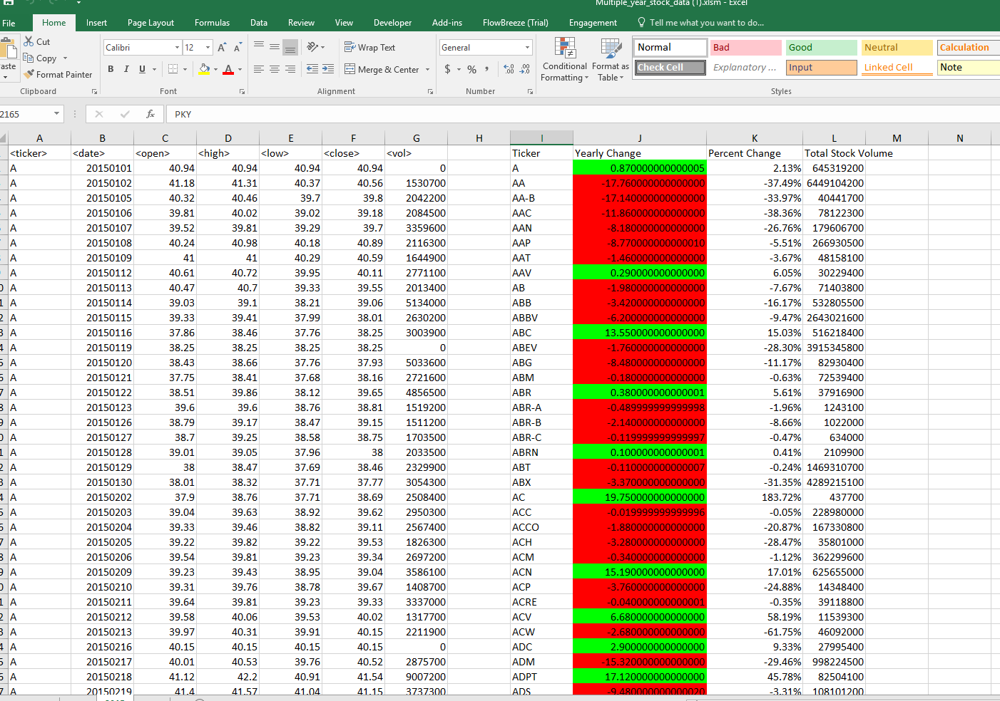 Multiple_year_stock_data (1).xlsm - Excel
File Home Insert Page Layout Formulas Data Review View Developer Add-ins FlowBreeze (Trial) Engagement Tell me what you want to do...
Cut
Copy
Format Painter
Clipboard
Calibri 12
B I U A
Font
Wrap Text
Merge & Center
Alignment
General
$ % ,
Number
Conditional Formatting
Format as Table
Normal Bad Good Neutral Calculation
Check Cell Explanatory ... Input Linked Cell Note
Styles
2165 fx PKY
A B C D E F G H I J K L M N
<ticker> <date> <open> <high> <low> <close> <vol> Ticker Yearly Change Percent Change Total Stock Volume
A 20150101 40.94 40.94 40.94 40.94 0 A 0.870000000000005 2.13% 645319200
A 20150102 41.18 41.31 40.37 40.56 1530700 AA -17.760000000000000 -37.49% 6449104200
A 20150105 40.32 40.46 39.7 39.8 2042200 AA-B -17.140000000000000 -33.97% 40441700
A 20150106 39.81 40.02 39.02 39.18 2084500 AAC -11.860000000000000 -38.36% 78122300
A 20150107 39.52 39.81 39.29 39.7 3359600 AAN -8.180000000000000 -26.76% 179606700
A 20150108 40.24 40.98 40.18 40.89 2116300 AAP -8.770000000000010 -5.51% 266930500
A 20150109 41 41 40.29 40.59 1644900 AAT -1.460000000000000 -3.67% 48158100
A 20150112 40.61 40.72 39.95 40.11 2771100 AAV 0.290000000000000 6.05% 30229400
A 20150113 40.47 40.7 39.33 39.55 2013400 AB -1.980000000000000 -7.67% 71403800
A 20150114 39.03 39.1 38.21 39.06 5134000 ABB -3.420000000000000 -16.17% 532805500
A 20150115 39.33 39.41 37.99 38.01 2630200 ABBV -6.200000000000000 -9.47% 2643021600
A 20150116 37.86 38.46 37.76 38.25 3003900 ABC 13.550000000000000 15.03% 516218400
A 20150119 38.25 38.25 38.25 38.25 0 ABEV -1.760000000000000 -28.30% 3915345800
A 20150120 38.43 38.66 37.76 37.93 5033600 ABG -8.480000000000000 -11.17% 82930400
A 20150121 37.75 38.41 37.68 38.16 2721600 ABM -0.180000000000000 -0.63% 72539400
A 20150122 38.51 39.86 38.12 39.65 4856500 ABR 0.380000000000001 5.61% 37916900
A 20150123 39.6 39.6 38.76 38.81 1519200 ABR-A -0.489999999999998 -1.96% 1243100
A 20150126 38.79 39.17 38.47 39.15 1511200 ABR-B -2.140000000000000 -8.66% 1022000
A 20150127 38.7 39.25 38.58 38.75 1703500 ABR-C -0.119999999999997 -0.47% 634000
A 20150128 39.01 39.05 37.96 38 2033500 ABRN 0.100000000000001 0.41% 2109900
A 20150129 38 38.47 37.69 38.46 2329900 ABT -0.110000000000007 -0.24% 1469310700
A 20150130 38.01 38.32 37.71 37.77 3054300 ABX -3.370000000000000 -31.35% 4289215100
A 20150202 37.9 38.76 37.71 38.69 2508400 AC 19.750000000000000 183.72% 437700
A 20150203 39.04 39.63 38.92 39.62 2950300 ACC -0.019999999999996 -0.05% 228980000
A 20150204 39.33 39.46 38.82 39.11 2567400 ACCO -1.880000000000000 -20.87% 167330800
A 20150205 39.22 39.82 39.22 39.53 1826300 ACH -3.280000000000000 -28.47% 35801000
A 20150206 39.54 39.81 39.23 39.34 2697200 ACM -0.340000000000000 -1.12% 362299600
A 20150209 39.23 39.43 38.95 39.04 3586100 ACN 15.190000000000000 17.01% 625655000
A 20150210 39.31 39.76 38.78 39.67 1408700 ACP -3.760000000000000 -24.88% 14348400
A 20150211 39.64 39.81 39.23 39.33 3337000 ACRE -0.040000000000001 -0.35% 39118800
A 20150212 39.58 40.06 39.53 40.02 1317700 ACV 6.680000000000000 58.19% 11539300
A 20150213 39.97 40.31 39.91 40.15 2211900 ACW -2.680000000000000 -61.75% 46092000
A 20150216 40.15 40.15 40.15 40.15 0 ADC 2.900000000000000 9.33% 27995400
A 20150217 40.01 40.53 39.76 40.52 2875700 ADM -15.320000000000000 -29.46% 998224500
A 20150218 41.12 42.2 40.91 41.54 9007200 ADPT 17.120000000000000 45.78% 82504100
A 20150219 41.4 41.57 41.04 41.15 3737300 ADS -9.480000000000020 -3.31% 108101200